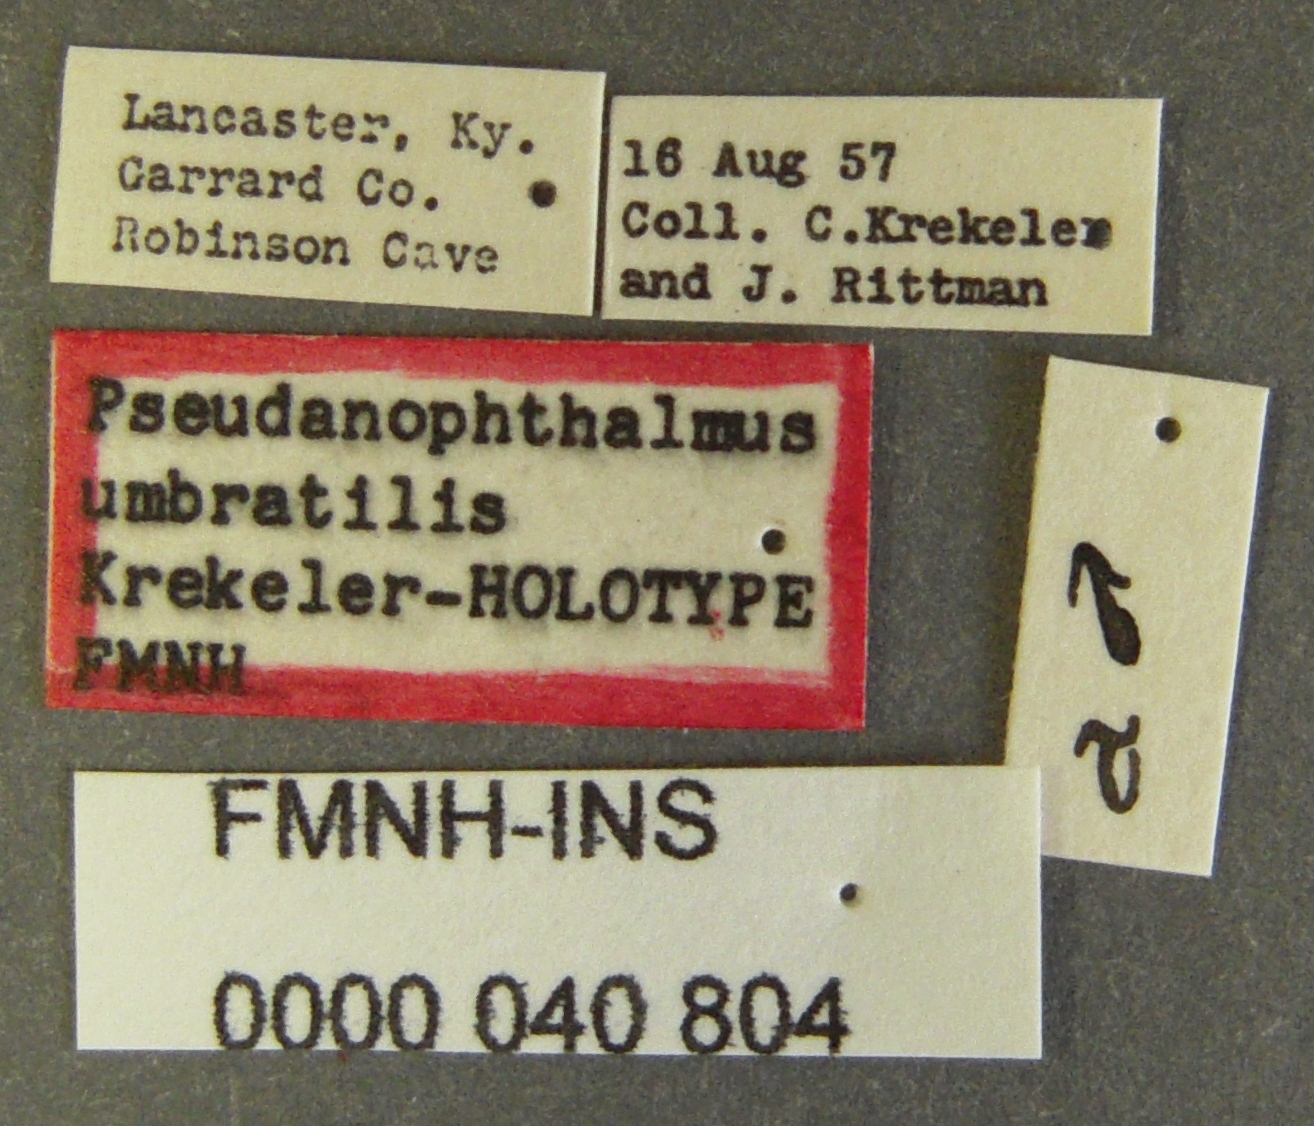 Lancaster, Ky.
Garrard Co.
Robinson Cave
16 Aug 57
Coll. C.Krekeler
and J. Rittman
Pseudanophthalmus
umbratilis
Krekeler-HOLOTYPE
FMNH
FMNH-INS
0000 040 804